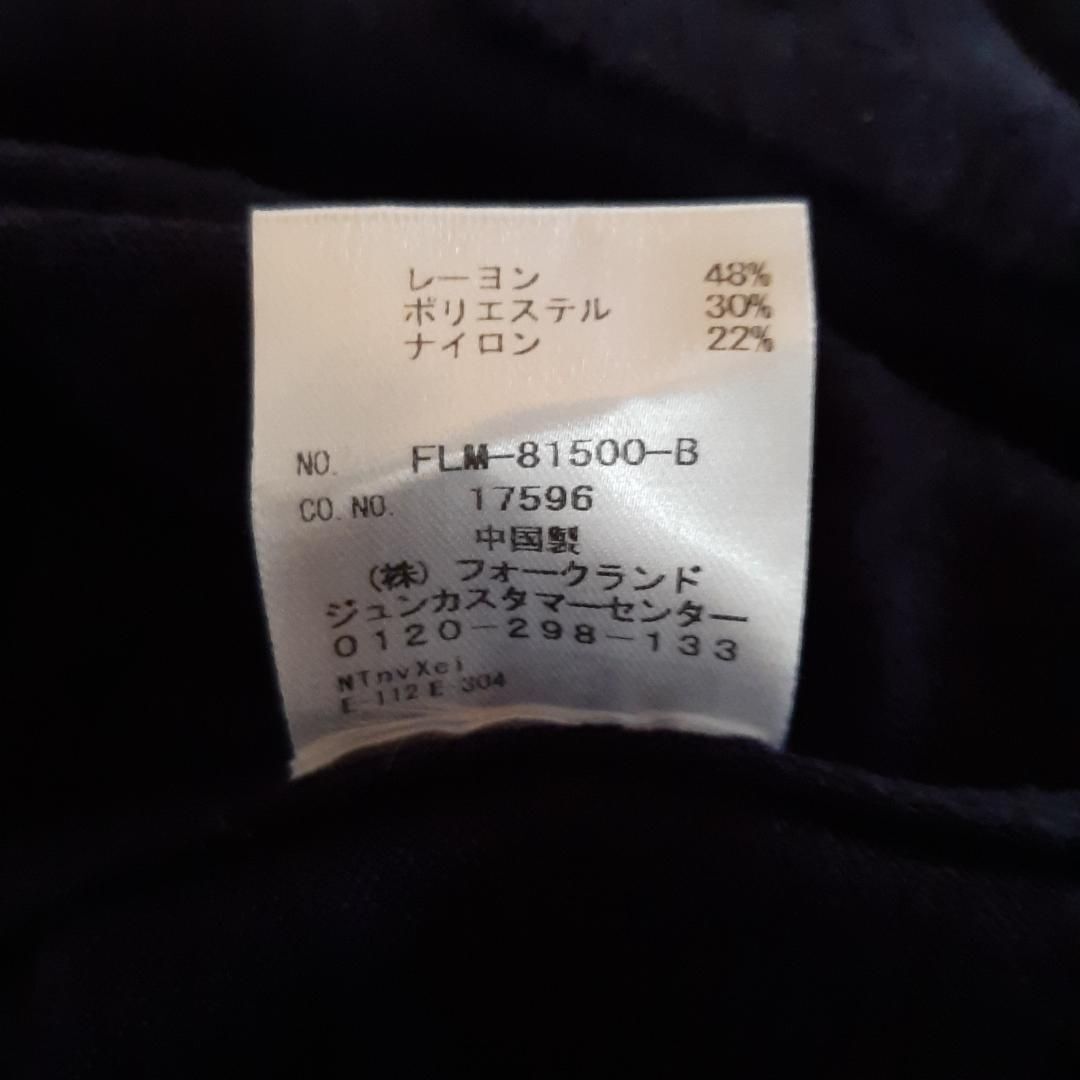 レーヨン 48%
ポリエステル 30%
ナイロン 22%
NO. FLM-81500-B
CO. NO. 17596
中国製
(株) フォークランド
ジュンカスタマーセンター
0120-298-133
NTnvXei
E-112 E-304